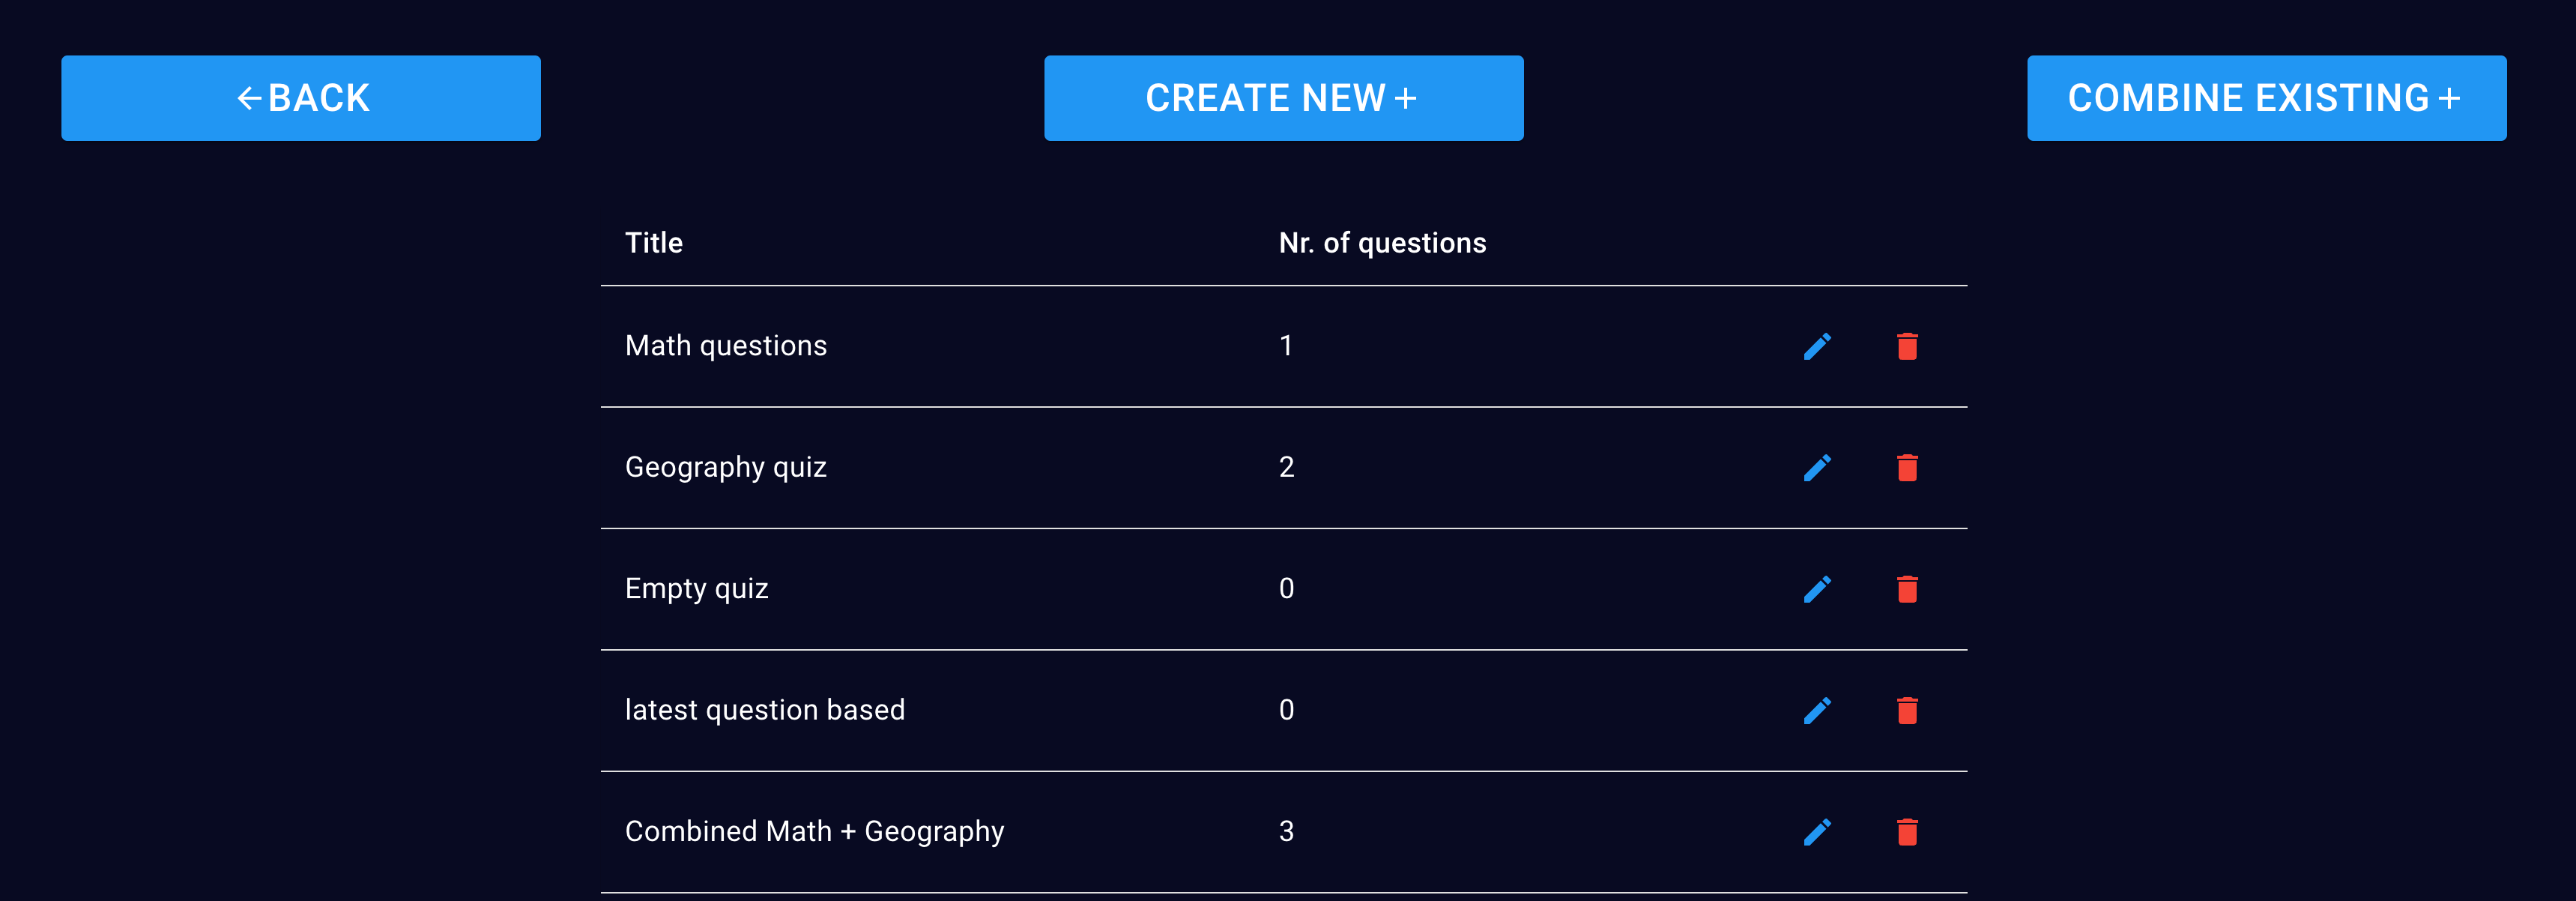 BACK
CREATE NEW +
COMBINE EXISTING +
Title Nr. of questions
Math questions 1
Geography quiz 2
Empty quiz 0
latest question based 0
Combined Math + Geography 3